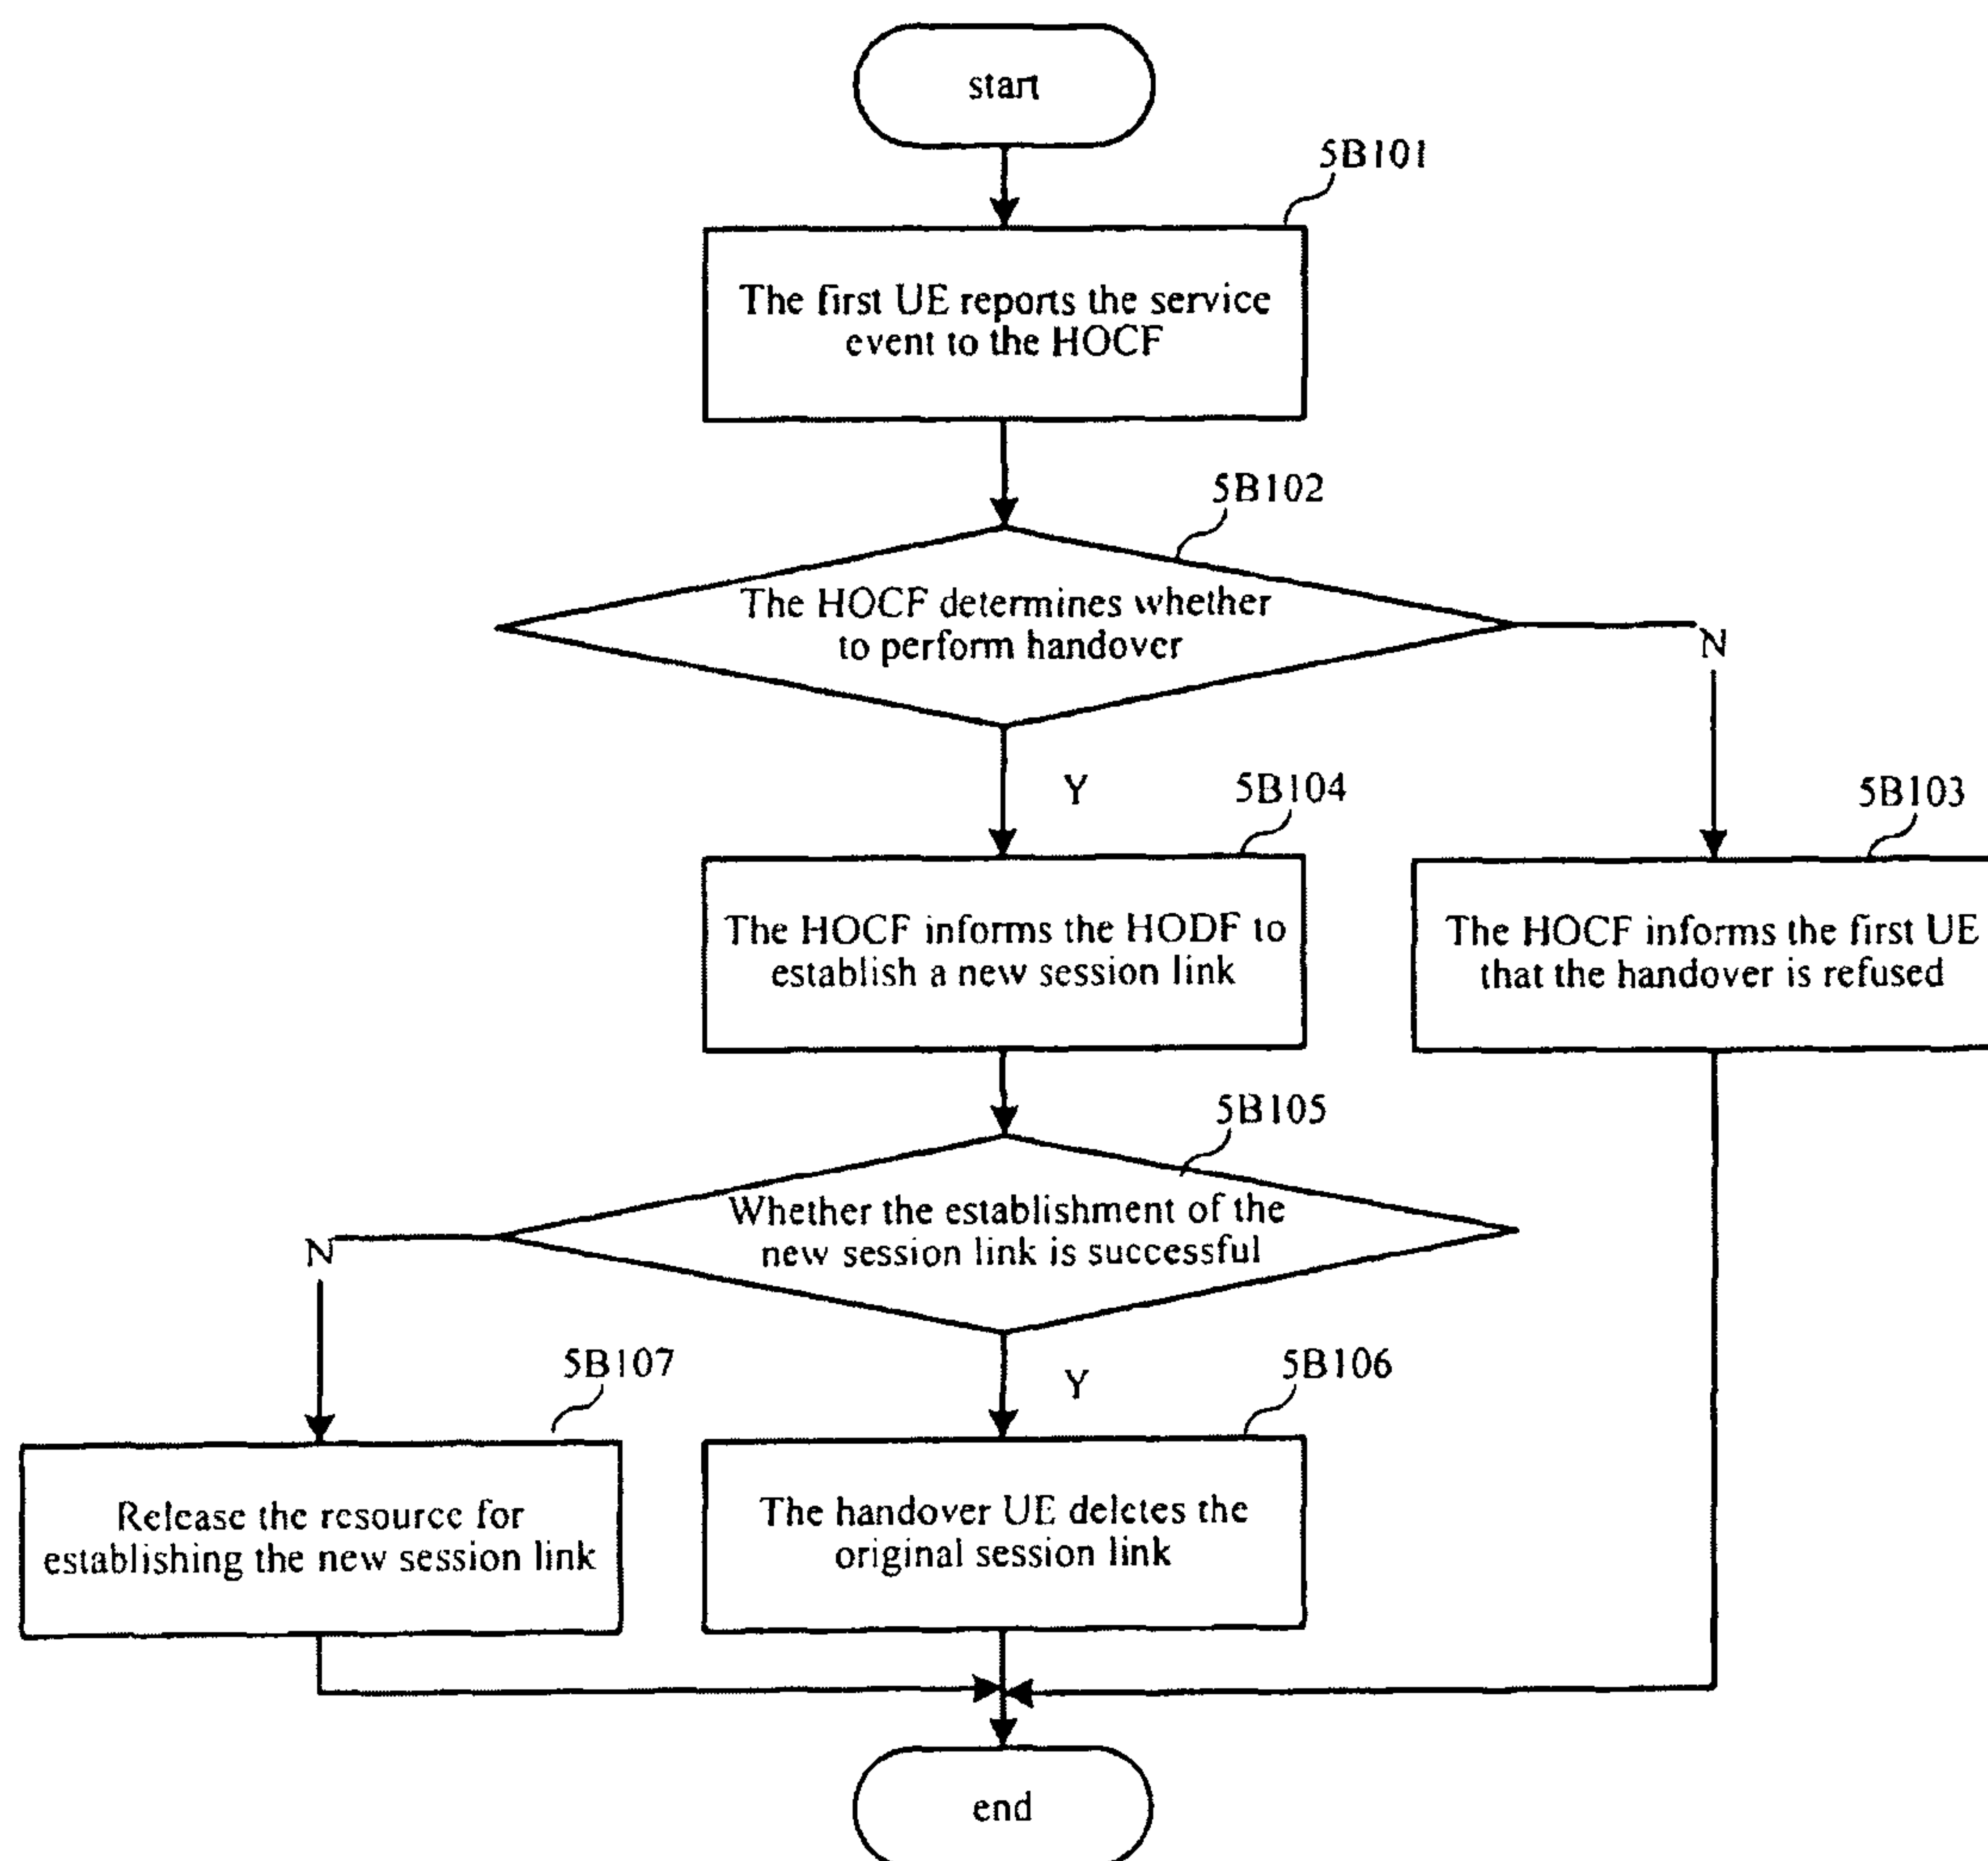 start
5B101
The first UE reports the service
event to the HOCF
5B102
The HOCF determines whether
to perform handover
N
Y
5B104
5B103
The HOCF informs the HODF to
establish a new session link
The HOCF informs the first UE
that the handover is refused
5B105
Whether the establishment of the
new session link is successful
N
5B107
Y
5B106
Release the resource for
establishing the new session link
The handover UE deletes the
original session link
end